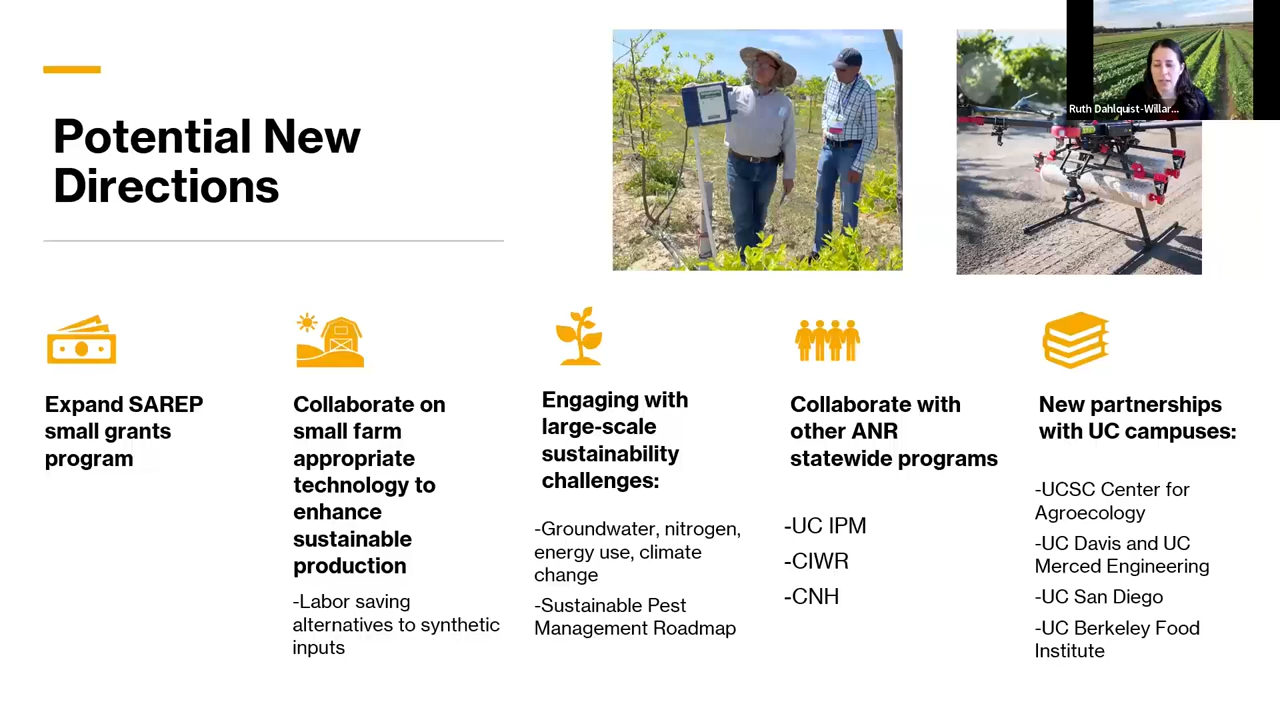 Ruth Dahlquist-Willar...
Potential New
Directions
Expand SAREP
small grants
program
Collaborate on
small farm
appropriate
technology to
enhance
sustainable
production
-Labor saving
alternatives to synthetic
inputs
Engaging with
large-scale
sustainability
challenges:
-Groundwater, nitrogen,
energy use, climate
change
-Sustainable Pest
Management Roadmap
Collaborate with
other ANR
statewide programs
-UC IPM
-CIWR
-CNH
New partnerships
with UC campuses:
-UCSC Center for
Agroecology
-UC Davis and UC
Merced Engineering
-UC San Diego
-UC Berkeley Food
Institute